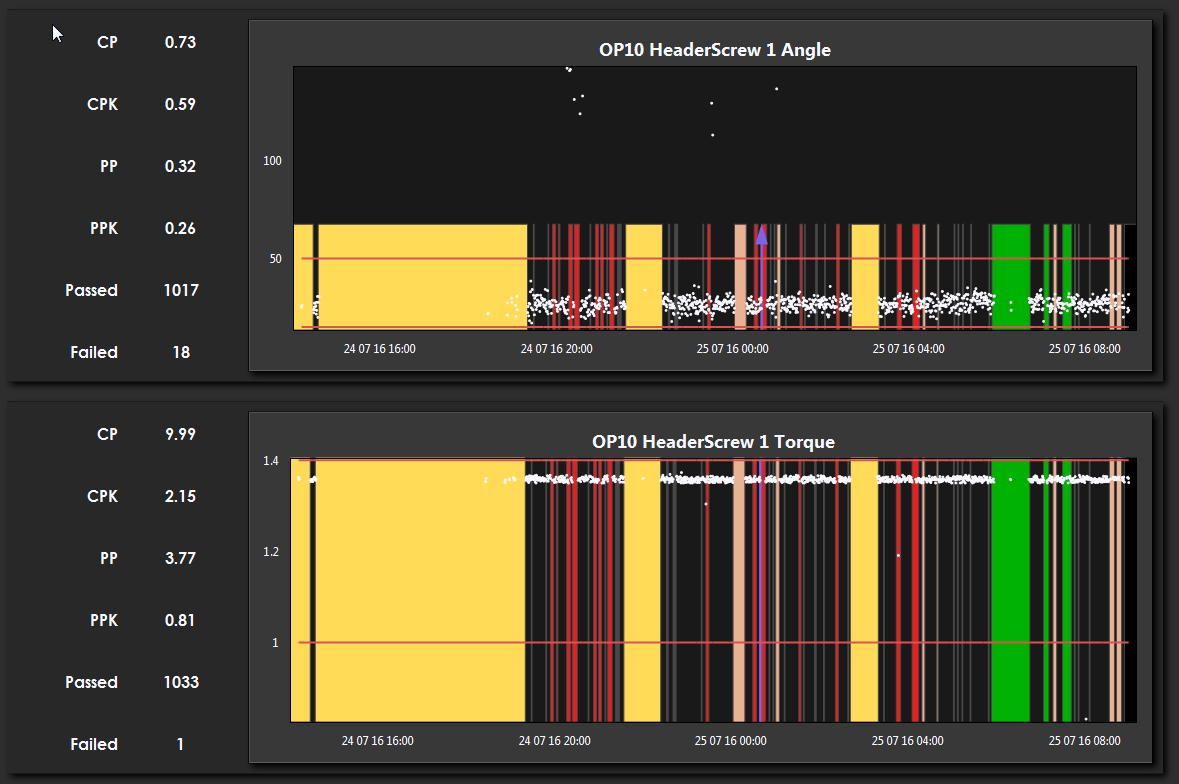 OP10 HeaderScrew 1 Angle
CP 0.73
CPK 0.59
PP 0.32
PPK 0.26
Passed 1017
Failed 18
100
50
24 07 16 16:00 24 07 16 20:00 25 07 16 00:00 25 07 16 04:00 25 07 16 08:00
OP10 HeaderScrew 1 Torque
CP 9.99
CPK 2.15
PP 3.77
PPK 0.81
Passed 1033
Failed 1
1.4
1.2
1
24 07 16 16:00 24 07 16 20:00 25 07 16 00:00 25 07 16 04:00 25 07 16 08:00